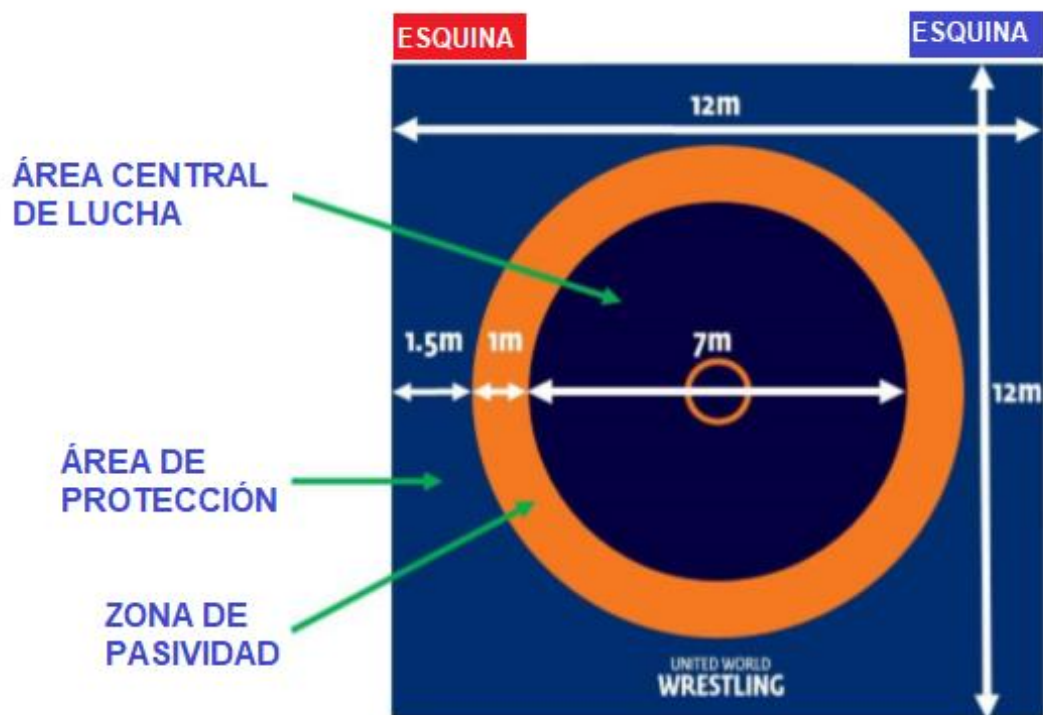 ESQUINA
ESQUINA
12m
ÁREA CENTRAL
DE LUCHA
1.5m
1m
7m
12m
ÁREA DE
PROTECCIÓN
ZONA DE
PASIVIDAD
UNITED WORLD
WRESTLING